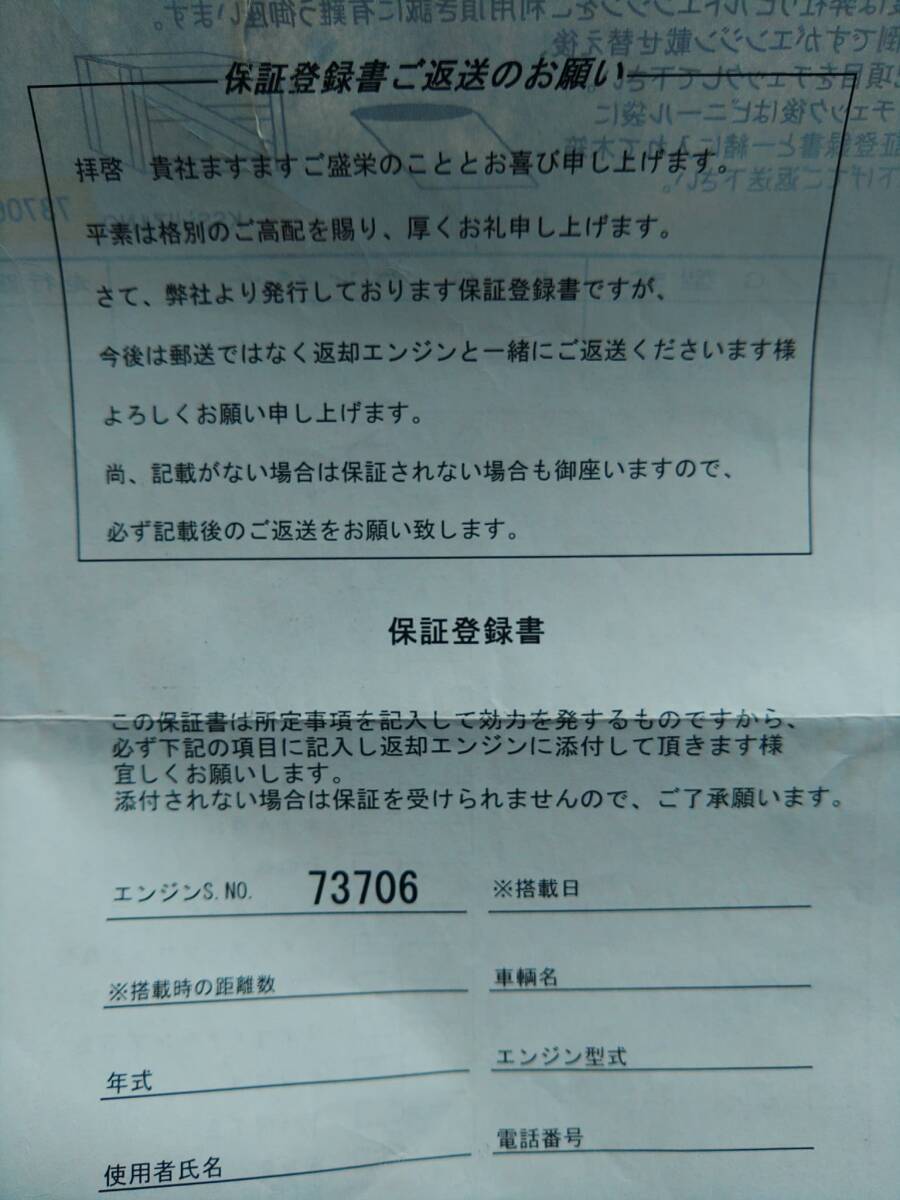 保証登録書ご返送のお願い
拝啓　貴社ますますご盛栄のこととお喜び申し上げます。
平素は格別のご高配を賜り、厚くお礼申し上げます。
さて、弊社より発行しております保証登録書ですが、
今後は郵送ではなく返却エンジンと一緒にご返送くださいます様
よろしくお願い申し上げます。
尚、記載がない場合は保証されない場合も御座いますので、
必ず記載後のご返送をお願い致します。
保証登録書
この保証書は所定事項を記入して効力を発するものですから、
必ず下記の項目に記入し返却エンジンに添付して頂きます様
宜しくお願いします。
添付されない場合は保証を受けられませんので、ご了承願います。
エンジンS.NO. 73706 ※搭載日
※搭載時の距離数 車輌名
年式 エンジン型式
使用者氏名 電話番号